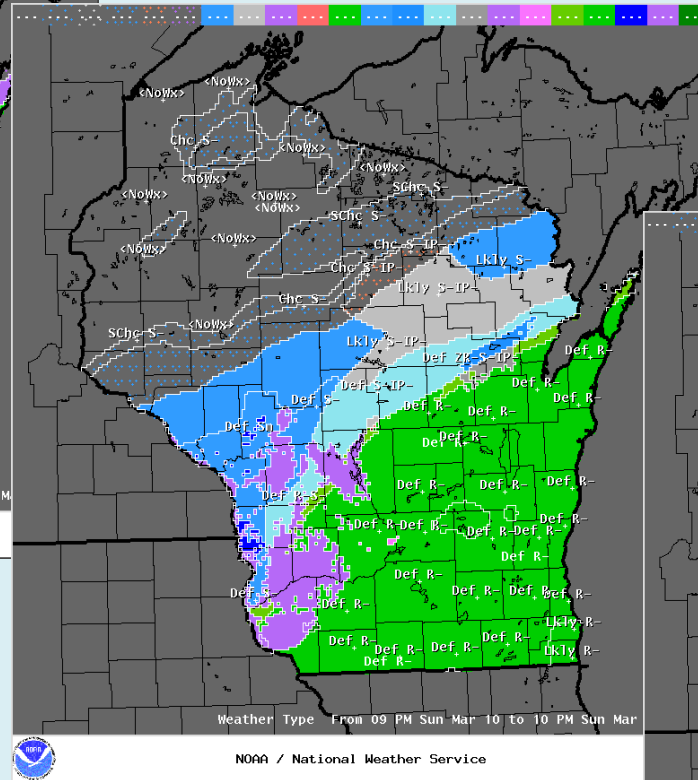 <NoWx>
<NoWx>
Chc S-
<NoWx>
<NoWx>
<NoWx>
SChc S-
<NoWx>
<NoWx>
<NoWx>
SChc S-
<NoWx>
<NoWx>
Chc S-IP-
Lkly S-
Chc S-IP
Lkly S-IP-
Chc S-
<NoWx>
SChc S-
Lkly S-IP-
Def R-
Def ZR-S-IP-
Def S-IP-
Def R-
Def S-
Def R-
Def R-
Def R-
Def Sn
Def R-
Def R-
Def R-
Def R-
Def R-
Def R-S-
Def R-
Def R-
Def R-
Def R-
Def R-
Def R-
Def R-
Def S-
Def R-
Def R-
Def R-
Def R-
Lkly R-
Def R-
Def R-
Def R-
Def R-
Lkly R-
Def R-
Weather Type From 09 PM Sun Mar 10 to 10 PM Sun Mar
NOAA
NOAA / National Weather Service